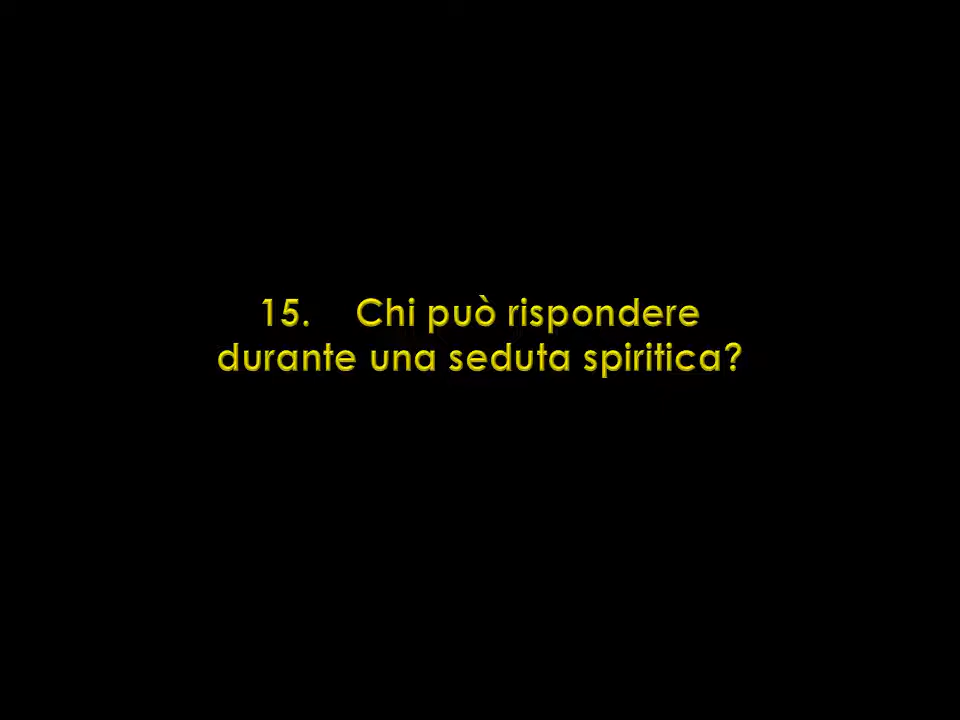 15. Chi può rispondere
durante una seduta spiritica?